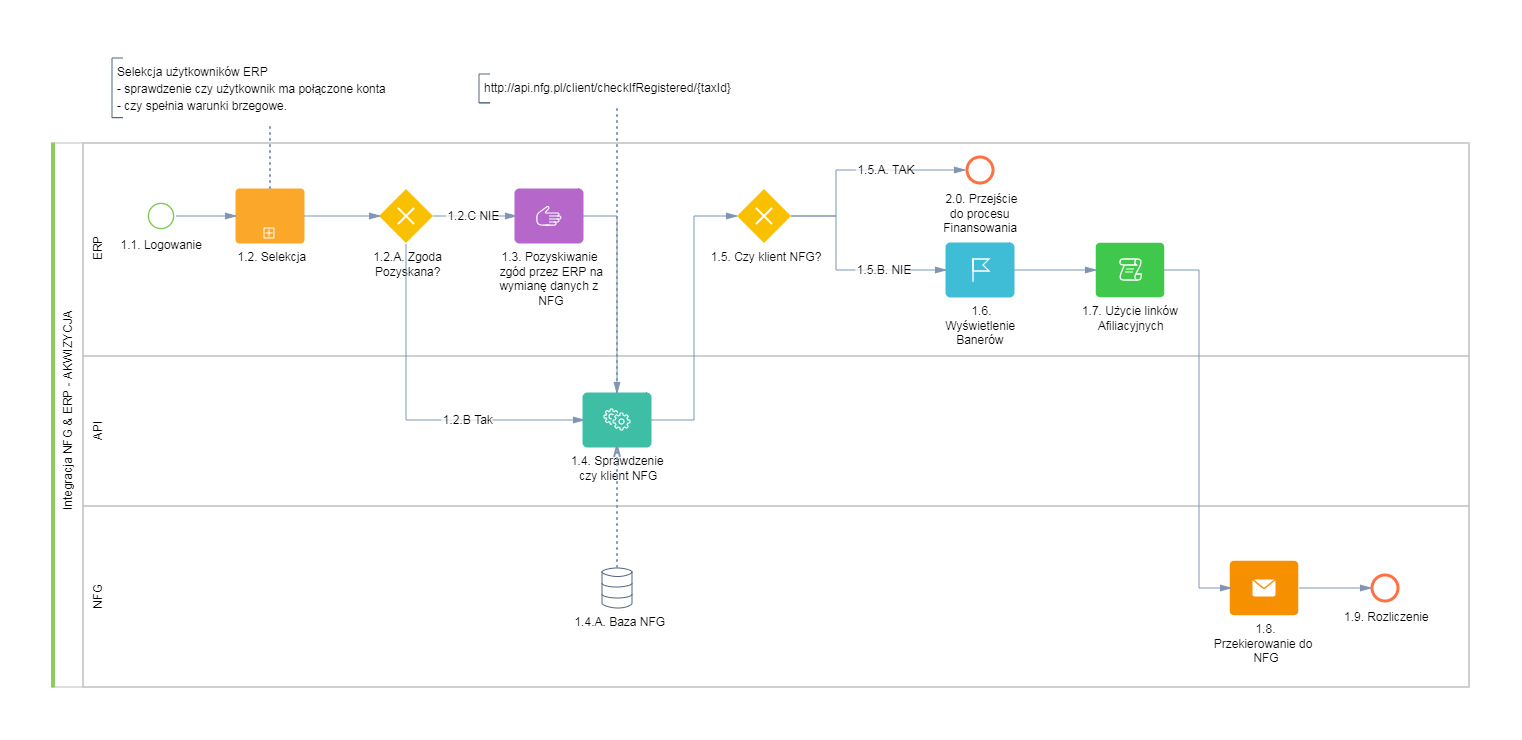 Selekcja użytkowników ERP
- sprawdzenie czy użytkownik ma połączone konta
- czy spełnia warunki brzegowe.
http://api.nfg.pl/client/checkIfRegistered/{taxId}
Integracja NFG & ERP - AKWIZYCJA
ERP
1.1. Logowanie
1.2. Selekcja
1.2.A. Zgoda
Pozyskana?
1.2.C NIE
1.3. Pozyskiwanie
zgód przez ERP na
wymianę danych z
NFG
1.5. Czy klient NFG?
1.5.A. TAK
2.0. Przejście
do procesu
Finansowania
1.5.B. NIE
1.6.
Wyświetlenie
Banerów
1.7. Użycie linków
Afiliacyjnych
API
1.2.B Tak
1.4. Sprawdzenie
czy klient NFG
NFG
1.4.A. Baza NFG
1.8.
Przekierowanie do
NFG
1.9. Rozliczenie